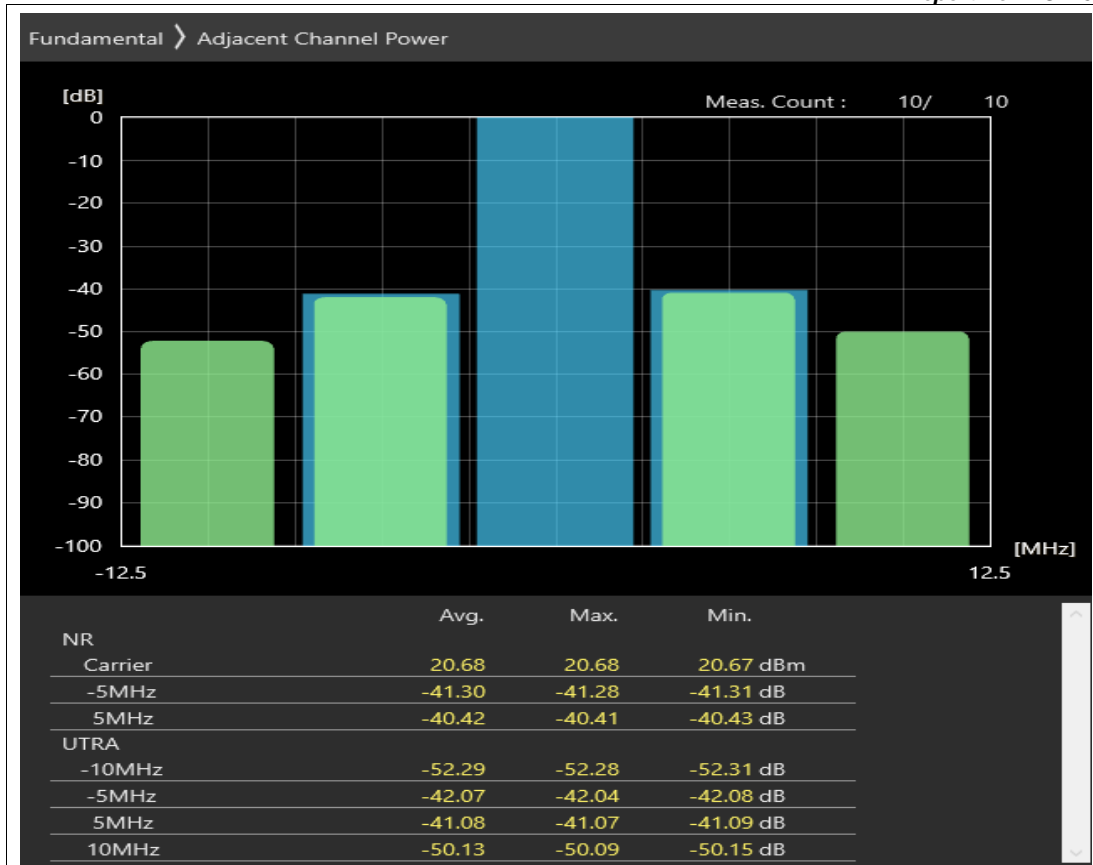 Fundamental 》 Adjacent Channel Power
[dB]
Meas. Count : 10/ 10
0
-10
-20
-30
-40
-50
-60
-70
-80
-90
-100
[MHz]
-12.5 12.5
Avg. Max. Min.
NR
Carrier 20.68 20.68 20.67 dBm
-5MHz -41.30 -41.28 -41.31 dB
5MHz -40.42 -40.41 -40.43 dB
UTRA
-10MHz -52.29 -52.28 -52.31 dB
-5MHz -42.07 -42.04 -42.08 dB
5MHz -41.08 -41.07 -41.09 dB
10MHz -50.13 -50.09 -50.15 dB